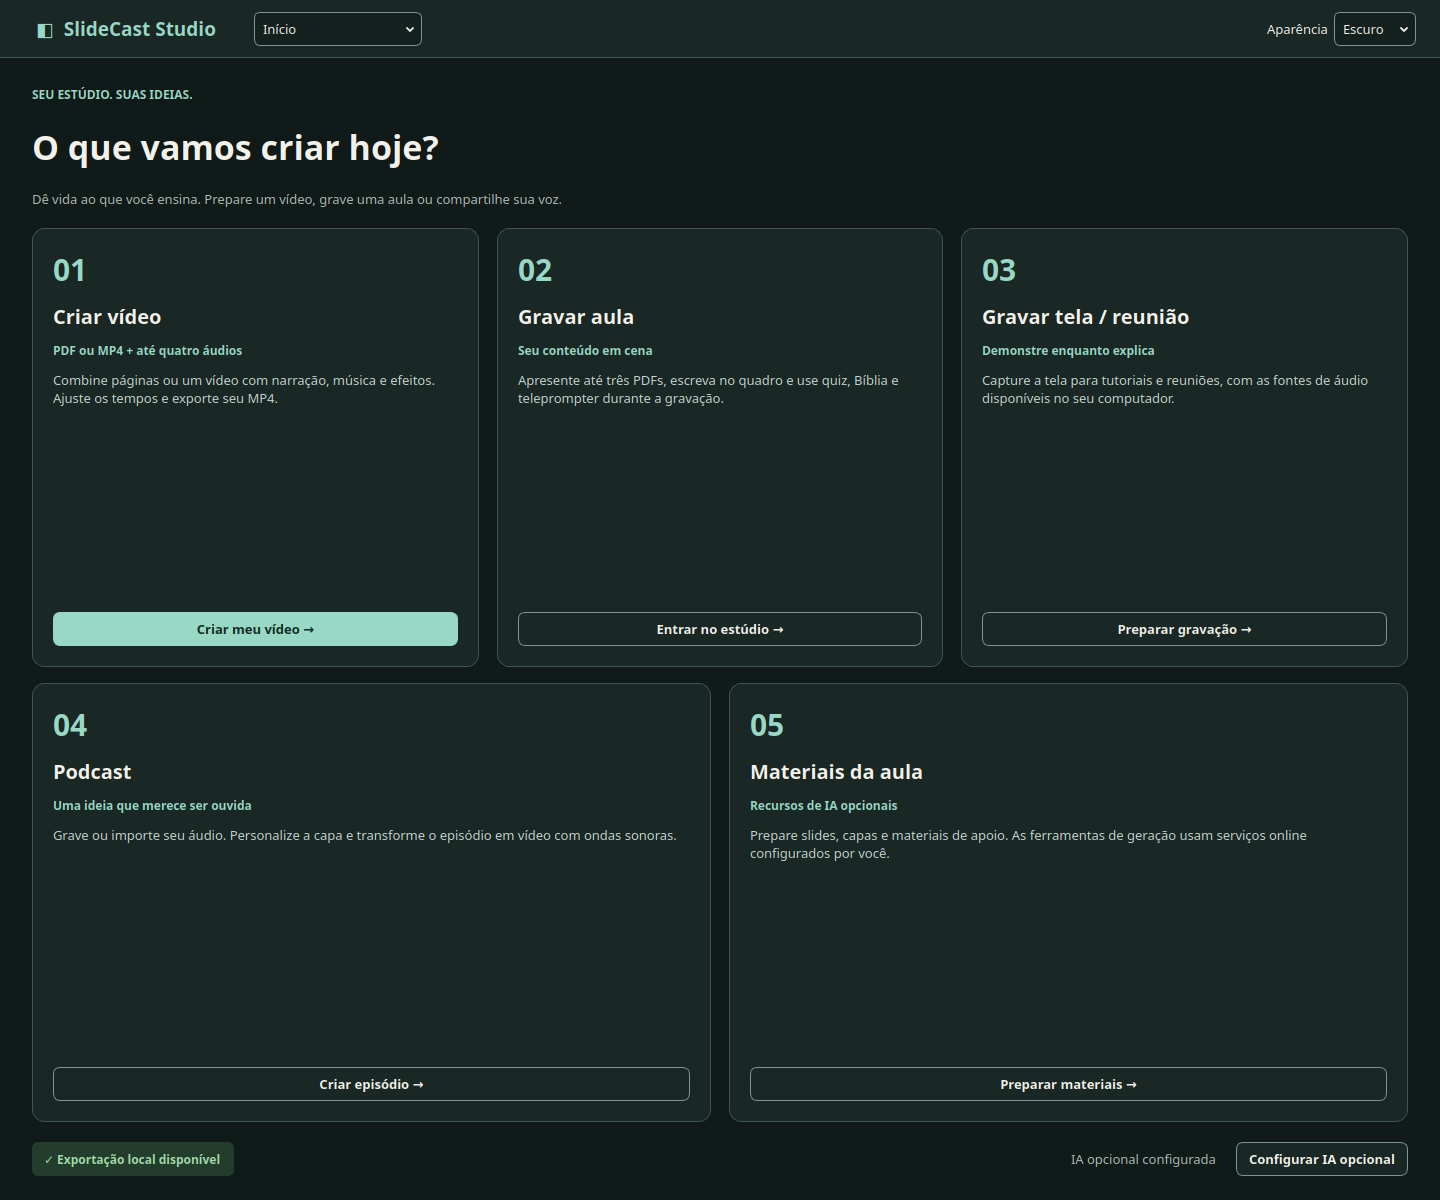 SlideCast Studio
Início
Aparência
Escuro
SEU ESTÚDIO. SUAS IDEIAS.
O que vamos criar hoje?
Dê vida ao que você ensina. Prepare um vídeo, grave uma aula ou compartilhe sua voz.
01
Criar vídeo
PDF ou MP4 + até quatro áudios
Combine páginas ou um vídeo com narração, música e efeitos.
Ajuste os tempos e exporte seu MP4.
Criar meu vídeo →
02
Gravar aula
Seu conteúdo em cena
Apresente até três PDFs, escreva no quadro e use quiz, Bíblia e
teleprompter durante a gravação.
Entrar no estúdio →
03
Gravar tela / reunião
Demonstre enquanto explica
Capture a tela para tutoriais e reuniões, com as fontes de áudio
disponíveis no seu computador.
Preparar gravação →
04
Podcast
Uma ideia que merece ser ouvida
Grave ou importe seu áudio. Personalize a capa e transforme o episódio em vídeo com ondas sonoras.
Criar episódio →
05
Materiais da aula
Recursos de IA opcionais
Prepare slides, capas e materiais de apoio. As ferramentas de geração usam serviços online
configurados por você.
Preparar materiais →
✓ Exportação local disponível
IA opcional configurada
Configurar IA opcional